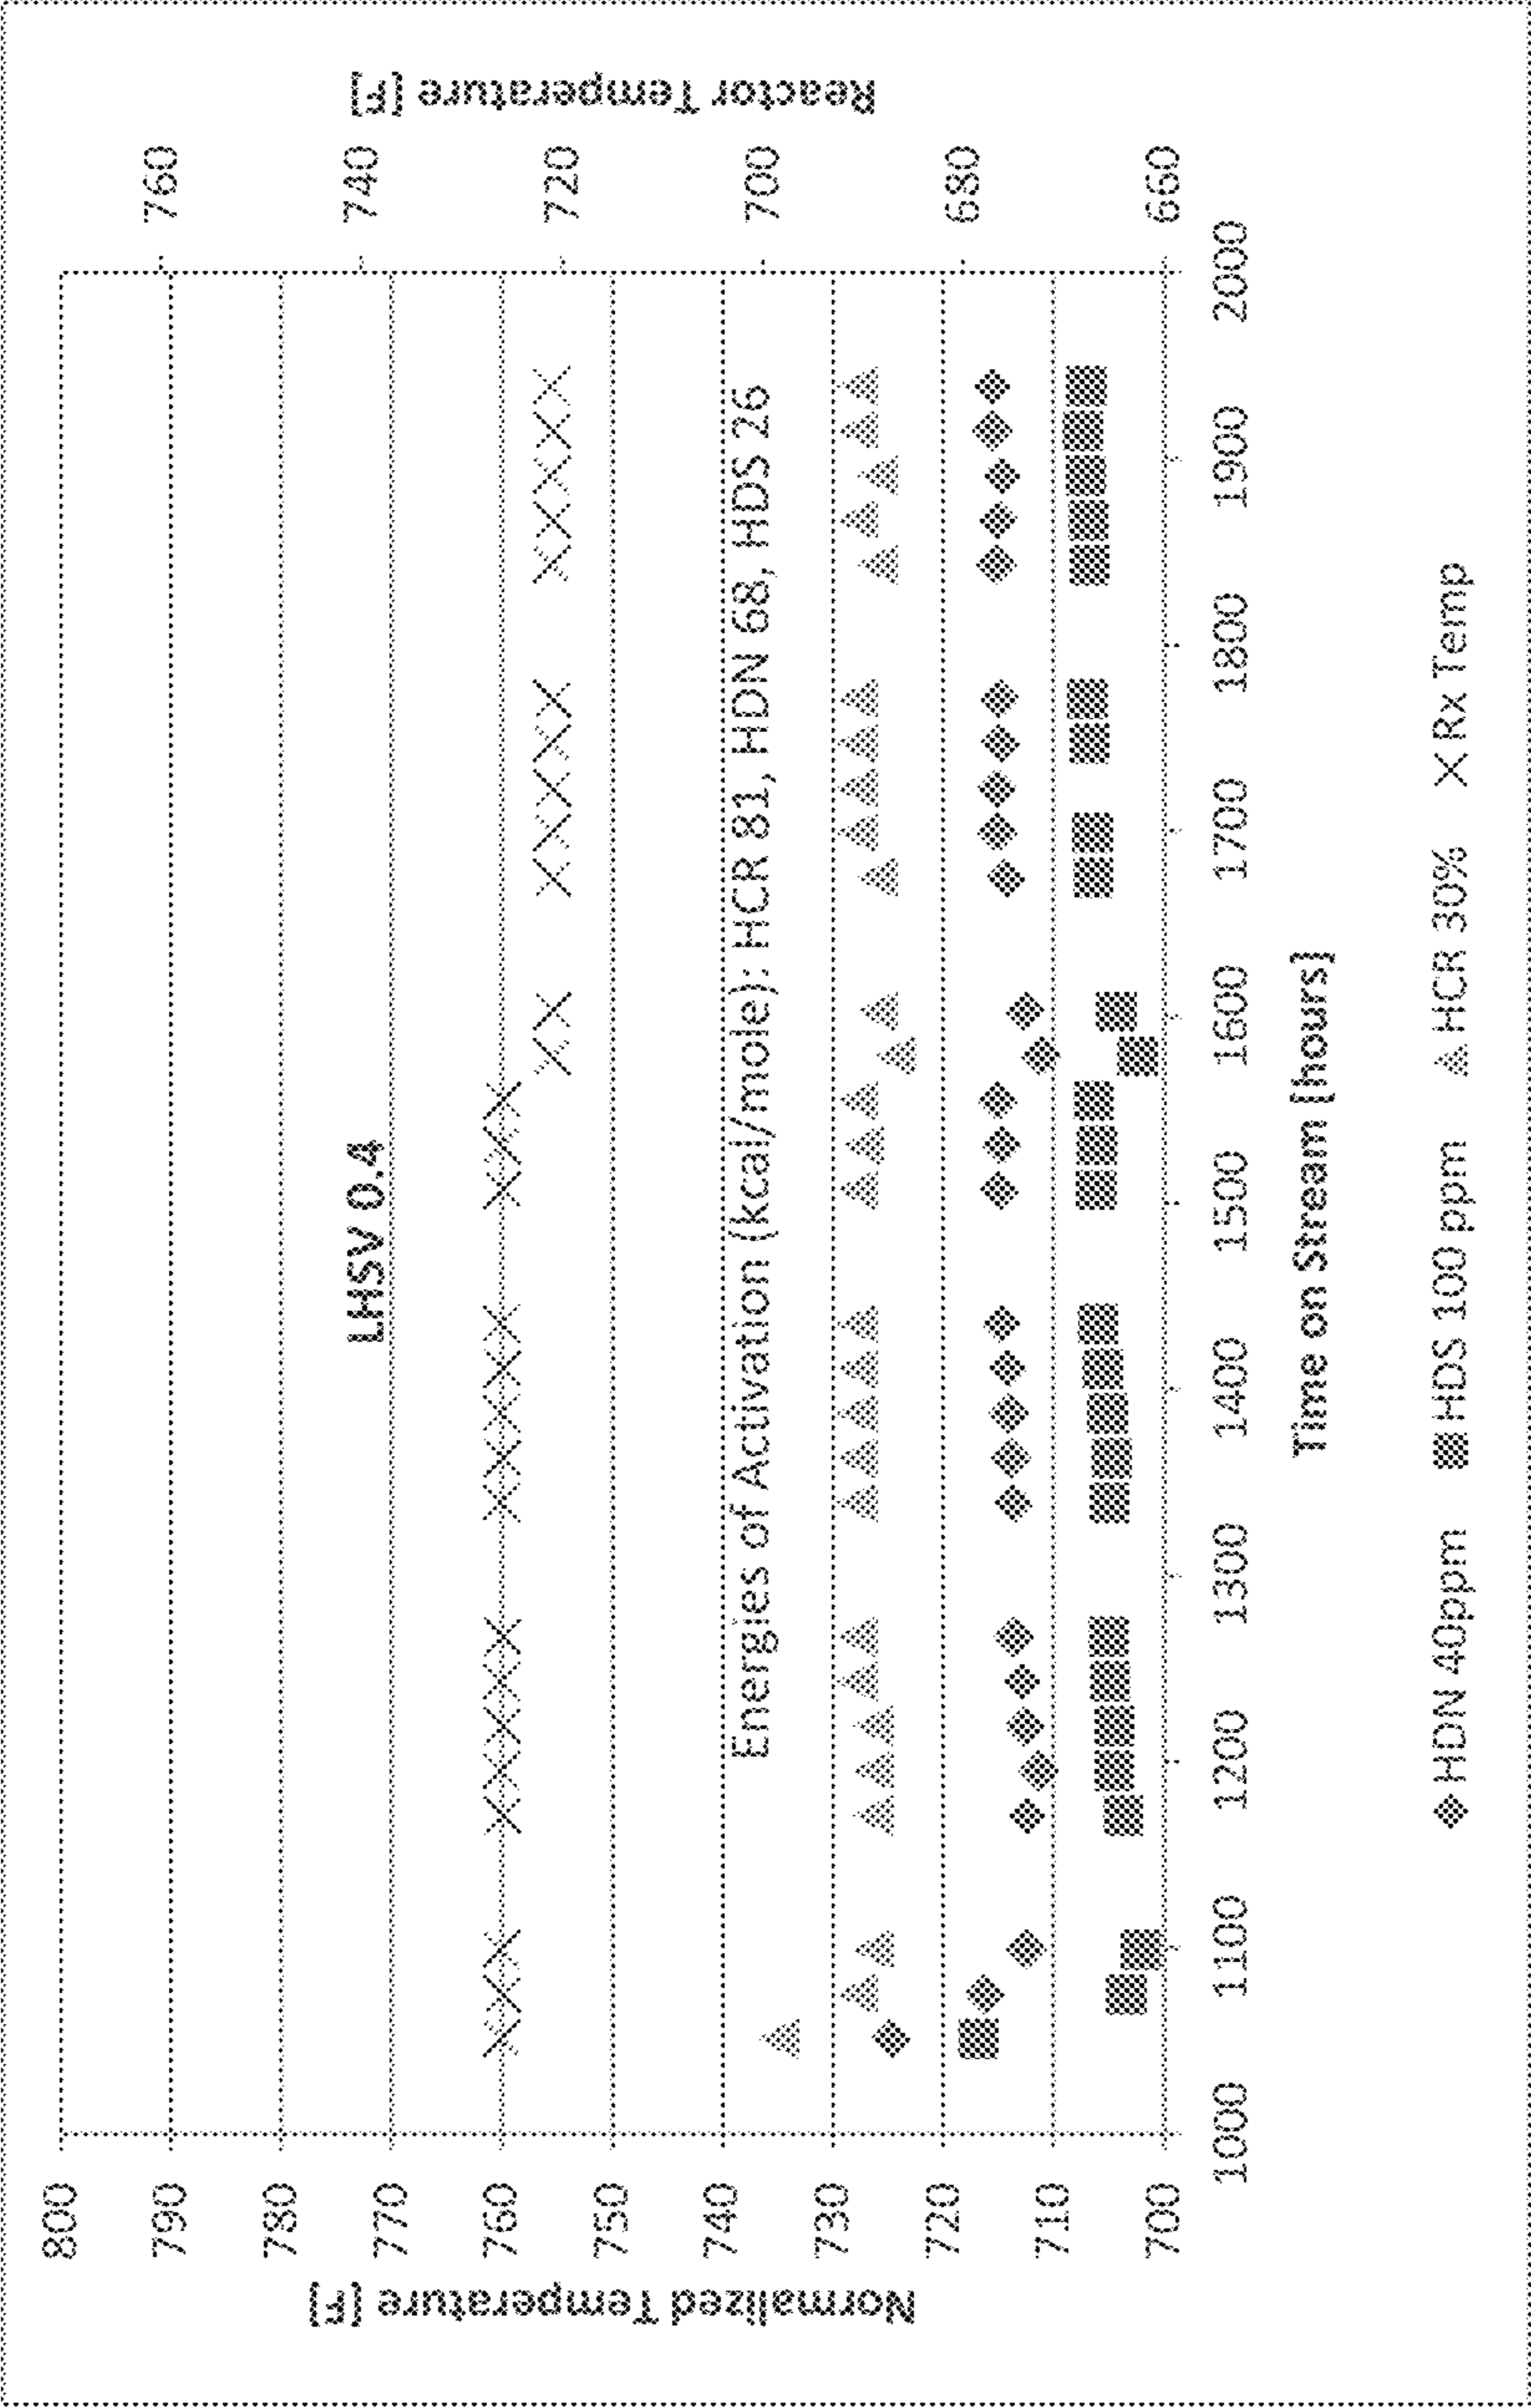 LHSV 0.4
Energies of Activation (kcal/mole): HCR 81, HDN 68, HDS 26
Normalized Temperature [F]
800
790
780
770
760
750
740
730
720
710
700
Reactor Temperature [F]
760
740
720
700
680
660
1000 1100 1200 1300 1400 1500 1600 1700 1800 1900 2000
Time on Stream [hours]
HDN 40ppm HDS 100 ppm HCR 30% Rx Temp